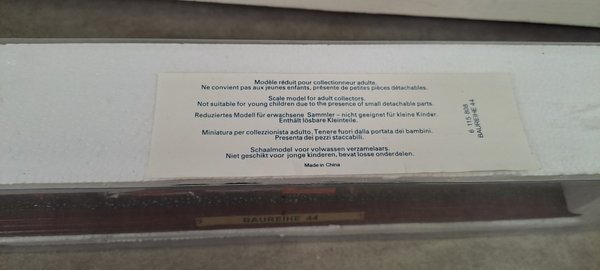 Modèle réduit pour collectionneur adulte.
Ne convient pas aux jeunes enfants, présente de petites pièces détachables.
Scale model for adult collectors.
Not suitable for young children due to the presence of small detachable parts.
Reduziertes Modell für erwachsene Sammler – nicht geeignet für kleine Kinder.
Enthält lösbare Kleinteile.
Miniatura per collezionista adulto. Tenere fuori dalla portata dei bambini.
Presenta dei pezzi staccabili.
Schaalmodel voor volwassen verzamelaars.
Niet geschikt voor jonge kinderen, bevat losse onderdelen.
Made in China
6 115 808
BAUREIHE 44
BAUREIHE 44